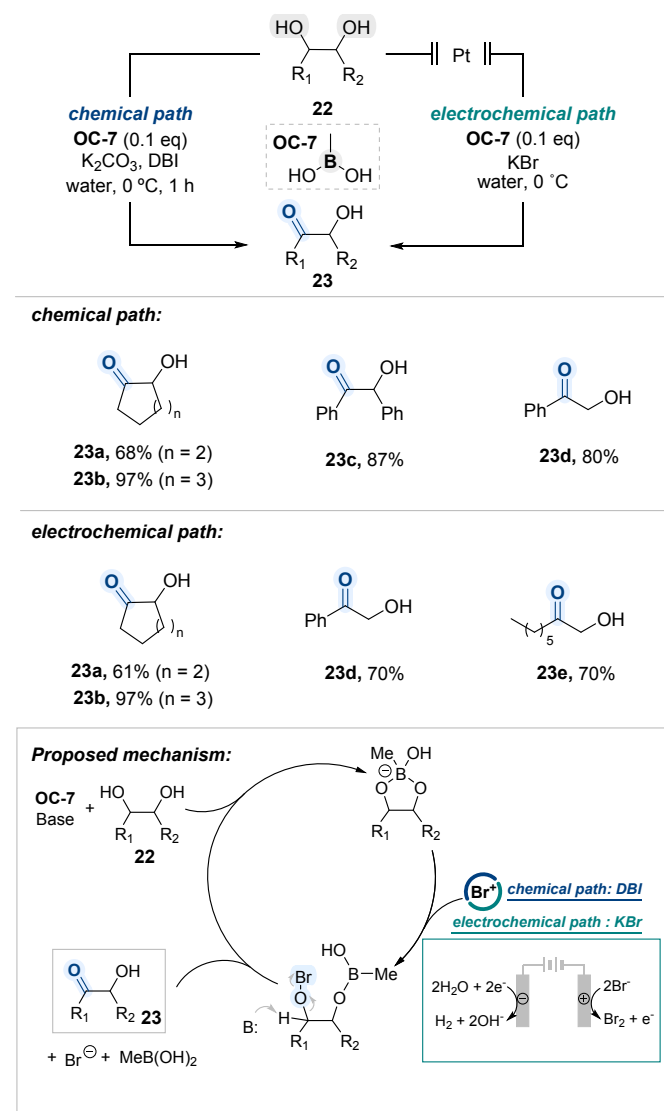 HO OH
R₁ R₂
22
Pt
chemical path
OC-7 (0.1 eq)
K₂CO₃, DBI
water, 0 ºC, 1 h
OC-7
B
HO OH
electrochemical path
OC-7 (0.1 eq)
KBr
water, 0 ˚C
O OH
R₁ R₂
23
chemical path:
O OH
n
23a, 68% (n = 2)
23b, 97% (n = 3)
O OH
Ph Ph
23c, 87%
O
Ph OH
23d, 80%
electrochemical path:
O OH
n
23a, 61% (n = 2)
23b, 97% (n = 3)
O
Ph OH
23d, 70%
O
5 OH
23e, 70%
Proposed mechanism:
OC-7
Base
+
HO OH
R₁ R₂
22
Me OH
B ⊖
O O
R₁ R₂
Br⁺
chemical path: DBI
electrochemical path : KBr
2H₂O + 2e⁻
H₂ + 2OH⁻
⊖ ⊕
2Br⁻
Br₂ + e⁻
HO
Br B Me
O O
B: H
R₁ R₂
O OH
R₁ R₂ 23
+ Br⊖ + MeB(OH)₂